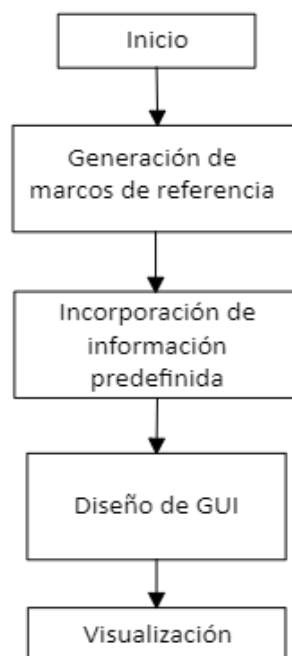 Inicio
Generación de
marcos de referencia
Incorporación de
información
predefinida
Diseño de GUI
Visualización